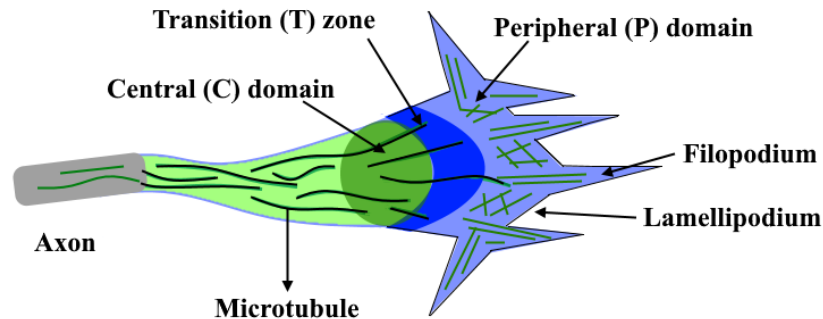 Transition (T) zone
Peripheral (P) domain
Central (C) domain
Filopodium
Lamellipodium
Axon
Microtubule